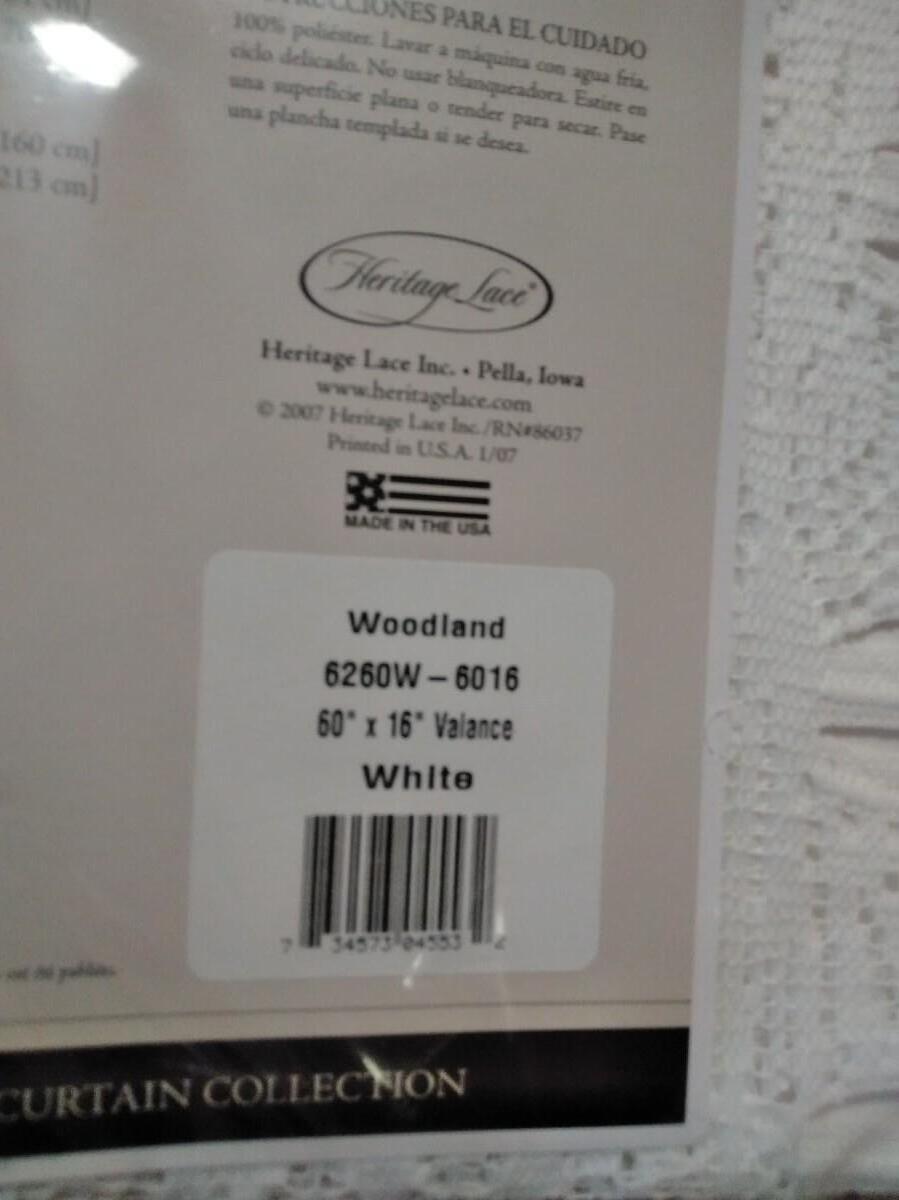 CCIONES PARA EL CUIDADO
100% poliéster. Lavar a máquina con agua fría,
ciclo delicado. No usar blanqueadora. Estire en
una superficie plana o tender para secar. Pase
una plancha templada si se desea.
160 cm]
213 cm]
Heritage Lace®
Heritage Lace Inc. • Pella, Iowa
www.heritagelace.com
© 2007 Heritage Lace Inc./RN#86037
Printed in U.S.A. 1/07
MADE IN THE USA
Woodland
6260W – 6016
60" x 16" Valance
White
7 34573 04553
CURTAIN COLLECTION